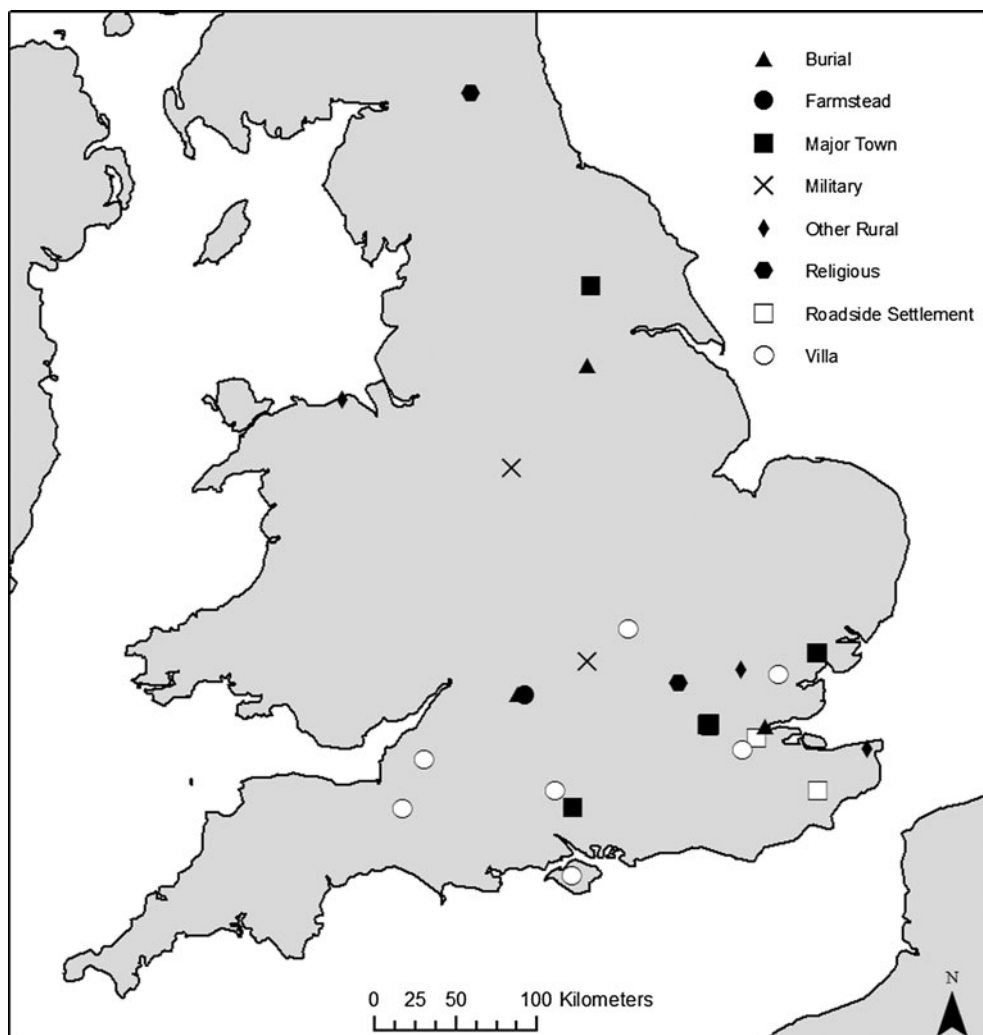 Burial
Farmstead
Major Town
Military
Other Rural
Religious
Roadside Settlement
Villa
N
0 25 50 100 Kilometers